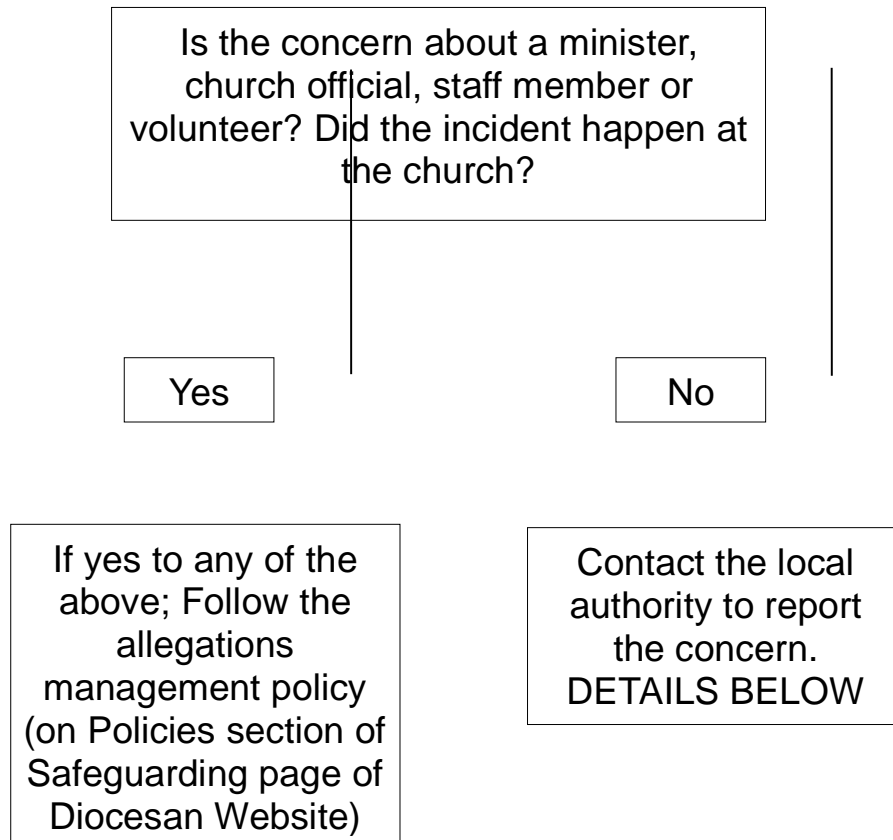 Is the concern about a minister,
church official, staff member or
volunteer? Did the incident happen at
the church?
Yes
No
If yes to any of the
above; Follow the
allegations
management policy
(on Policies section of
Safeguarding page of
Diocesan Website)
Contact the local
authority to report
the concern.
DETAILS BELOW